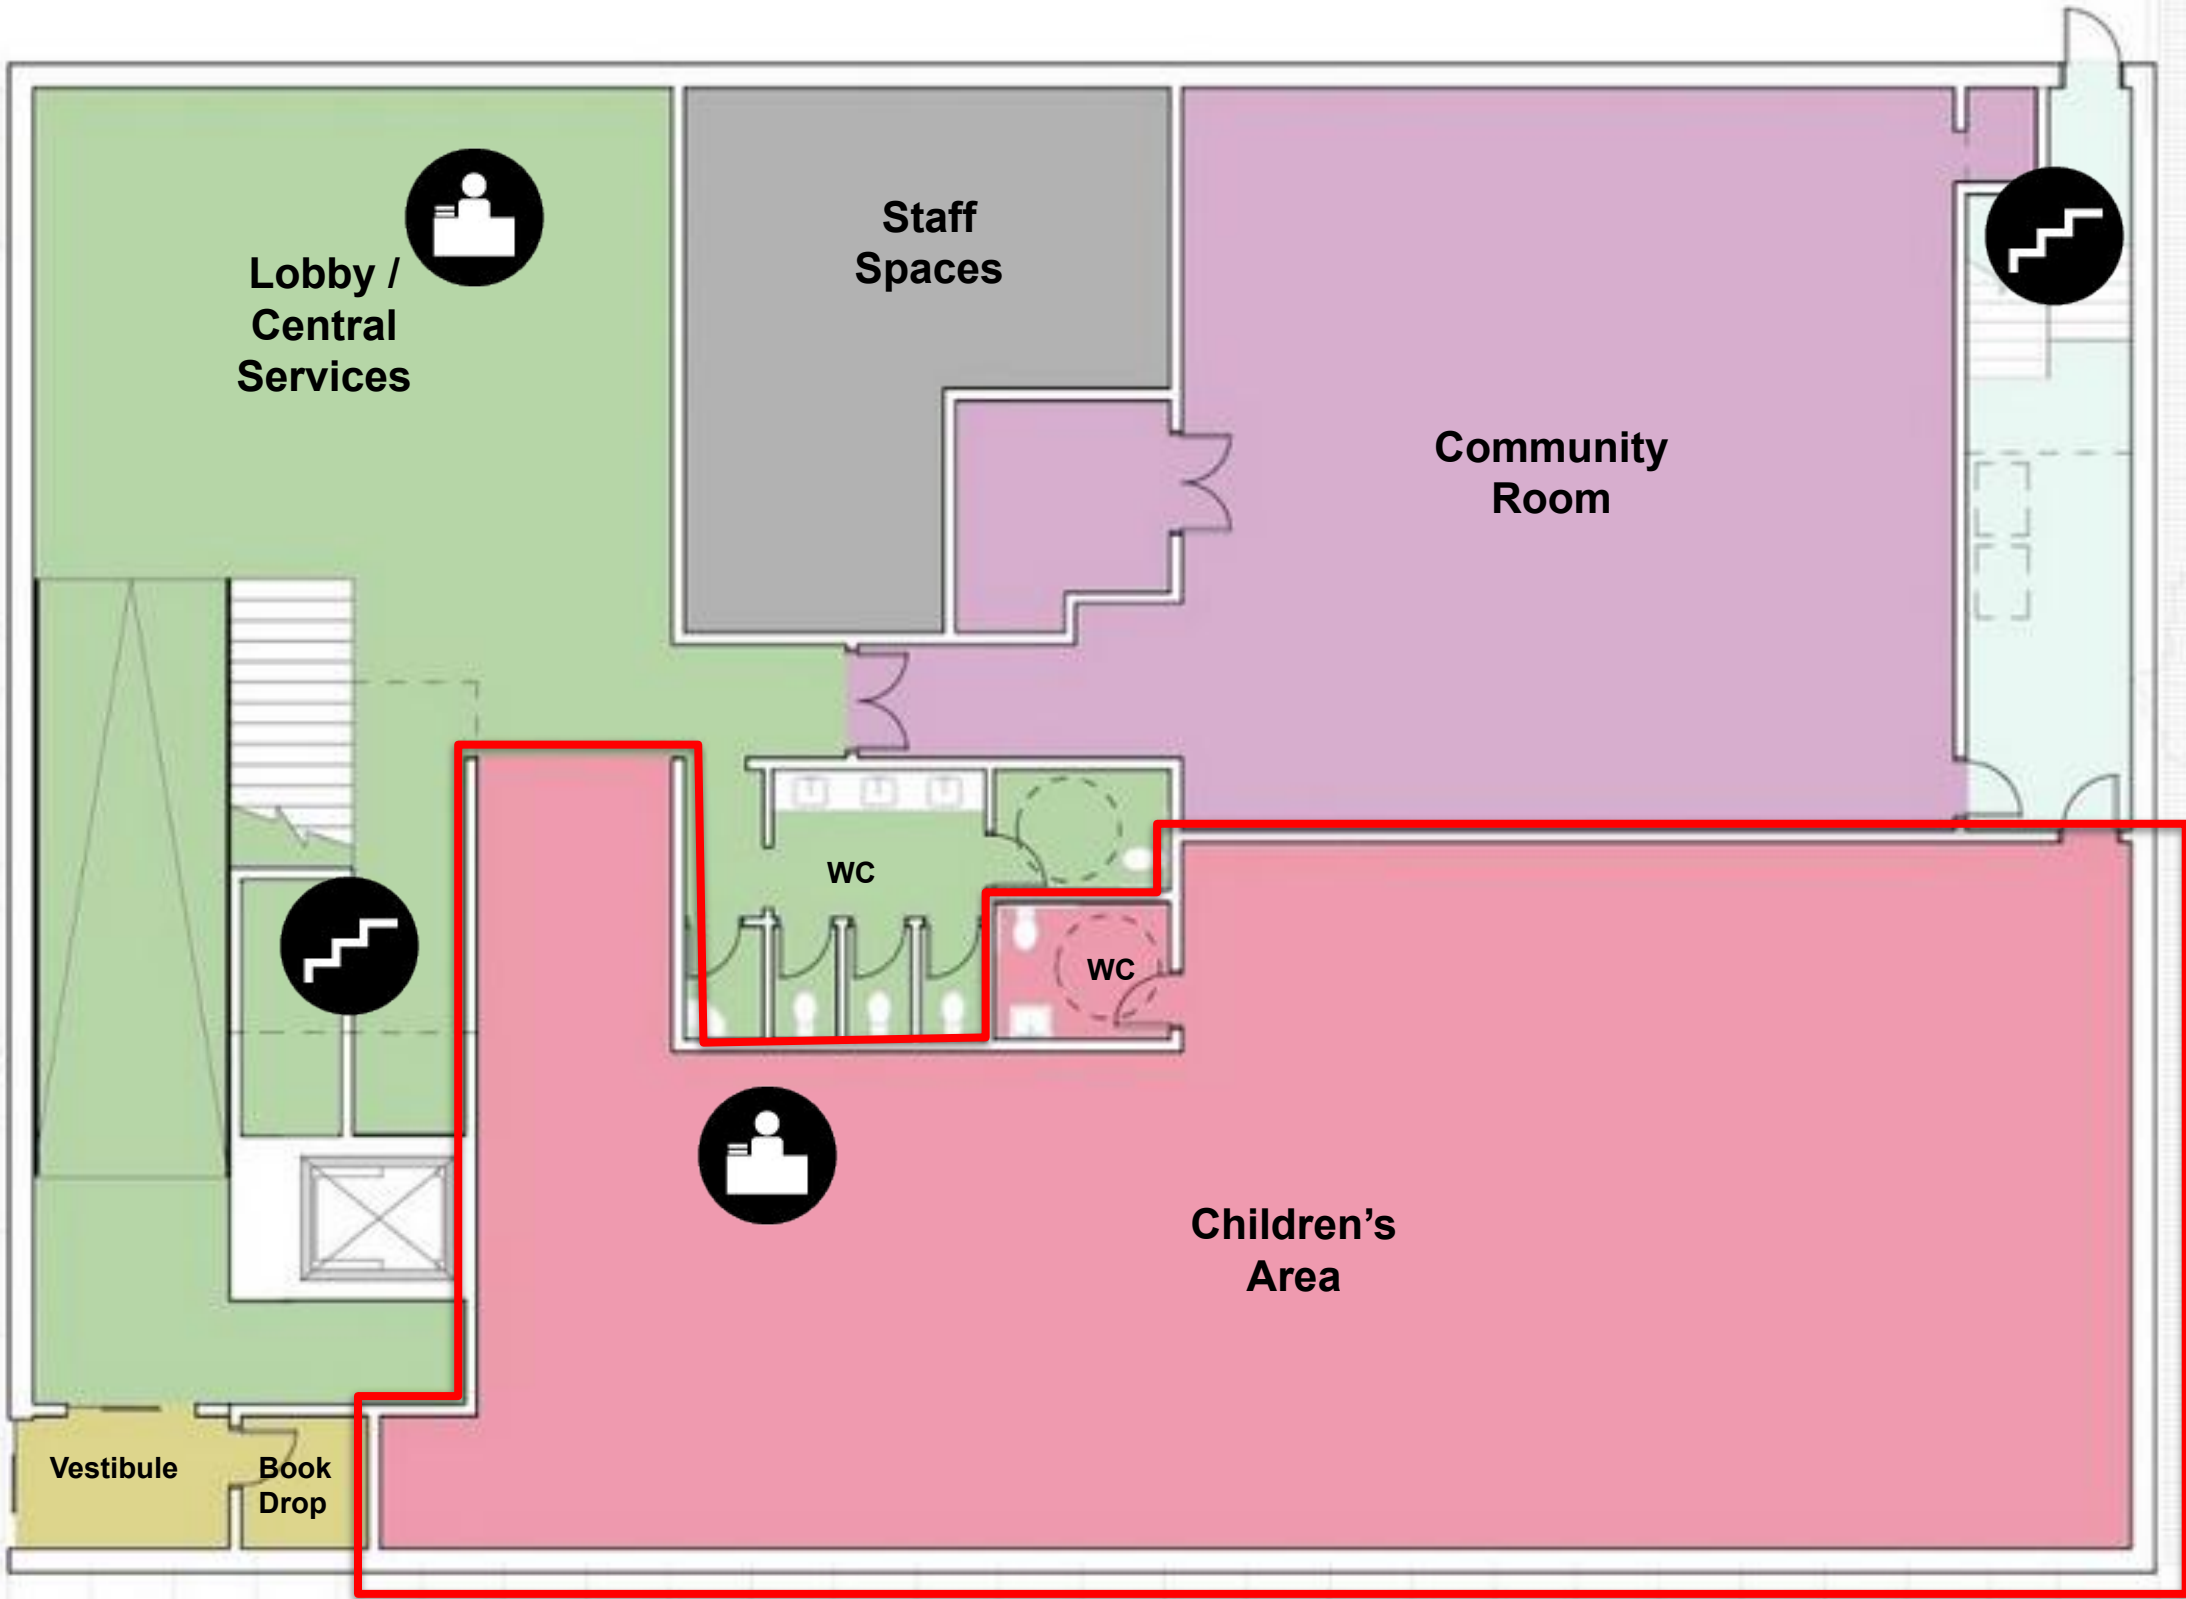 Staff
Spaces
Lobby /
Central
Services
Community
Room
WC
WC
Children’s
Area
Vestibule
Book
Drop